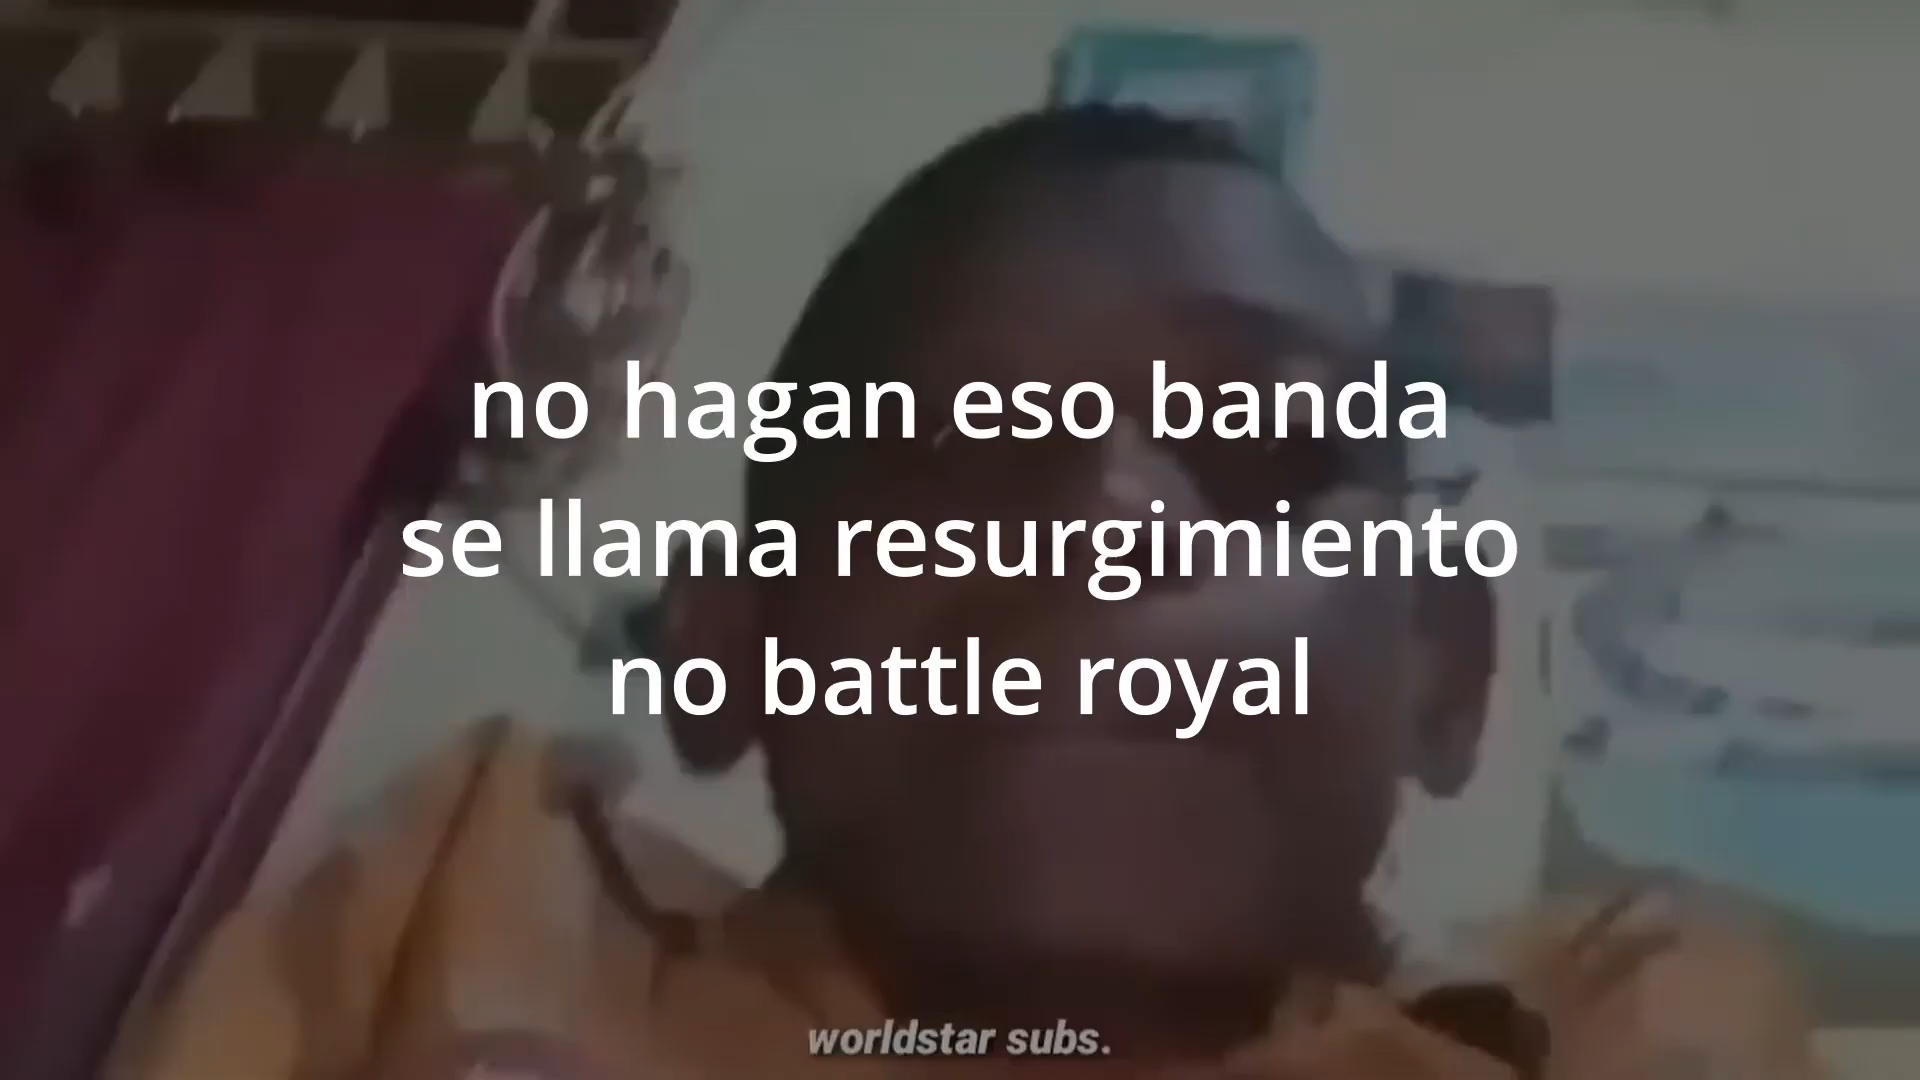 no hagan eso banda
se llama resurgimiento
no battle royal
worldstar subs.